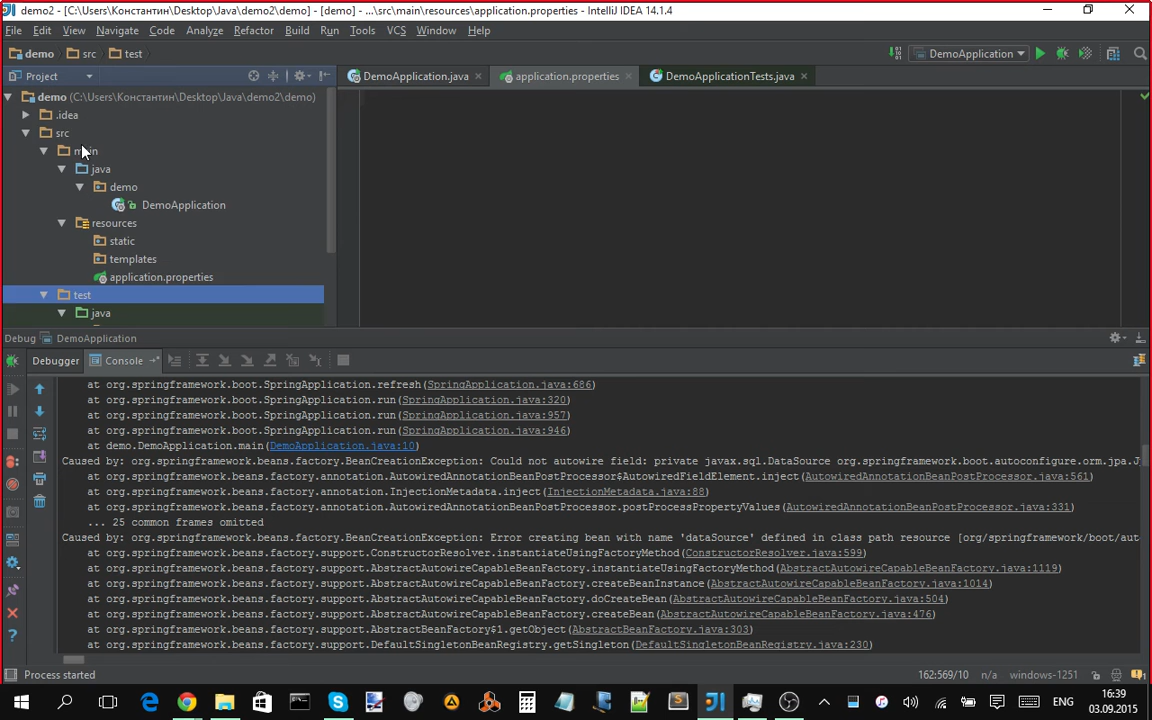 demo2 - [C:\Users\Константин\Desktop\Java\demo2\demo] - [demo] - ...\src\main\resources\application.properties - IntelliJ IDEA 14.1.4
File Edit View Navigate Code Analyze Refactor Build Run Tools VCS Window Help
demo src test DemoApplication
Project DemoApplication.java application.properties DemoApplicationTests.java
demo (C:\Users\Константин\Desktop\Java\demo2\demo)
.idea
src
main
java
demo
DemoApplication
resources
static
templates
application.properties
test
java
Debug DemoApplication
Debugger Console
at org.springframework.boot.SpringApplication.refresh(SpringApplication.java:686)
at org.springframework.boot.SpringApplication.run(SpringApplication.java:320)
at org.springframework.boot.SpringApplication.run(SpringApplication.java:957)
at org.springframework.boot.SpringApplication.run(SpringApplication.java:946)
at demo.DemoApplication.main(DemoApplication.java:10)
Caused by: org.springframework.beans.factory.BeanCreationException: Could not autowire field: private javax.sql.DataSource org.springframework.boot.autoconfigure.orm.jpa.J
at org.springframework.beans.factory.annotation.AutowiredAnnotationBeanPostProcessor$AutowiredFieldElement.inject(AutowiredAnnotationBeanPostProcessor.java:561)
at org.springframework.beans.factory.annotation.InjectionMetadata.inject(InjectionMetadata.java:88)
at org.springframework.beans.factory.annotation.AutowiredAnnotationBeanPostProcessor.postProcessPropertyValues(AutowiredAnnotationBeanPostProcessor.java:331)
... 25 common frames omitted
Caused by: org.springframework.beans.factory.BeanCreationException: Error creating bean with name 'dataSource' defined in class path resource [org/springframework/boot/aut
at org.springframework.beans.factory.support.ConstructorResolver.instantiateUsingFactoryMethod(ConstructorResolver.java:599)
at org.springframework.beans.factory.support.AbstractAutowireCapableBeanFactory.instantiateUsingFactoryMethod(AbstractAutowireCapableBeanFactory.java:1119)
at org.springframework.beans.factory.support.AbstractAutowireCapableBeanFactory.createBeanInstance(AbstractAutowireCapableBeanFactory.java:1014)
at org.springframework.beans.factory.support.AbstractAutowireCapableBeanFactory.doCreateBean(AbstractAutowireCapableBeanFactory.java:504)
at org.springframework.beans.factory.support.AbstractAutowireCapableBeanFactory.createBean(AbstractAutowireCapableBeanFactory.java:476)
at org.springframework.beans.factory.support.AbstractBeanFactory$1.getObject(AbstractBeanFactory.java:303)
at org.springframework.beans.factory.support.DefaultSingletonBeanRegistry.getSingleton(DefaultSingletonBeanRegistry.java:230)
Process started 162:569/10 n/a windows-1251
ENG 16:39
03.09.2015